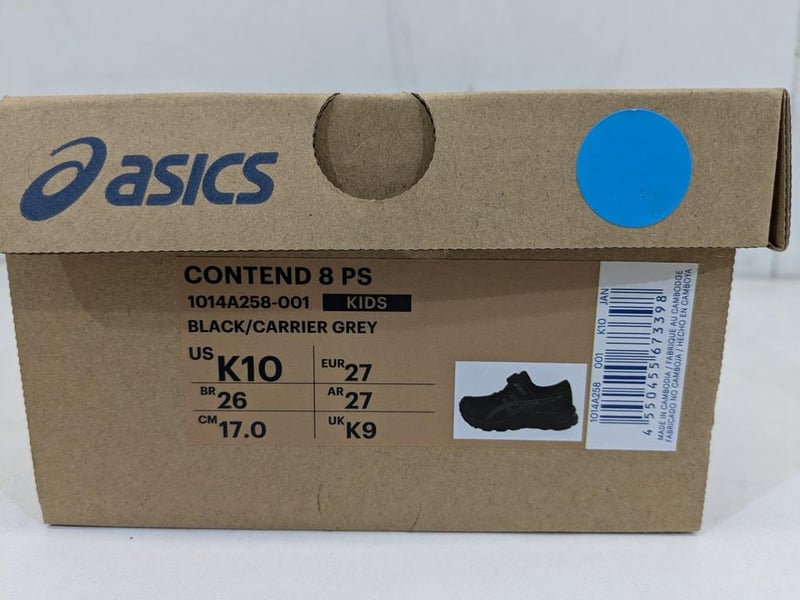 asics
CONTEND 8 PS
1014A258-001 KIDS
BLACK/CARRIER GREY
US K10 EUR 27
BR 26 AR 27
CM 17.0 UK K9
1014A258 001 K10 JAN
4 550455 673398
MADE IN CAMBODIA / FABRIQUE AU CAMBODGE
FABRICADO NO CAMBOJA / HECHO EN CAMBOYA